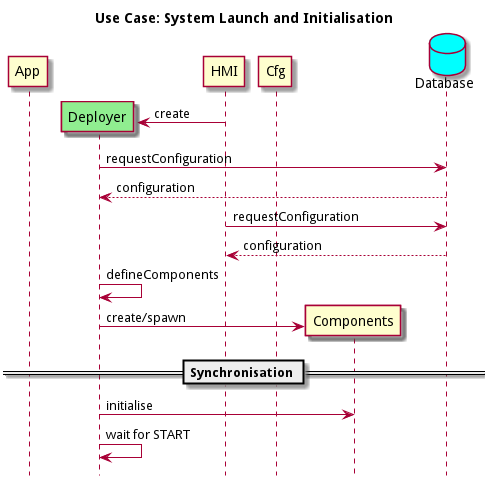 Use Case: System Launch and Initialisation
App
HMI
Cfg
Database
Deployer
create
requestConfiguration
configuration
requestConfiguration
configuration
defineComponents
create/spawn
Components
Synchronisation
initialise
wait for START